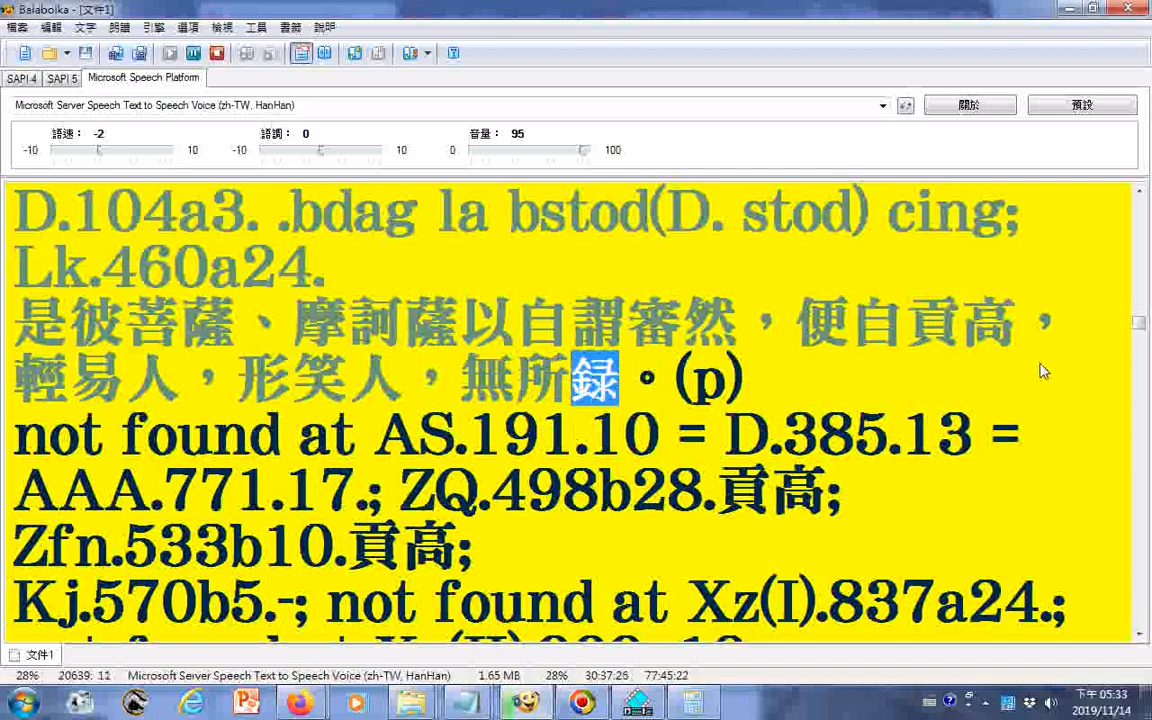 Balabolka - [文件1]
檔案 編輯 文字 朗讀 引擎 選項 檢視 工具 書籤 說明
SAPI 4 SAPI 5 Microsoft Speech Platform
Microsoft Server Speech Text to Speech Voice (zh-TW, HanHan) 關於 預設
語速： -2 語調： 0 音量： 95
-10 10 -10 10 0 100
D.104a3. .bdag la bstod(D. stod) cing;
Lk.460a24.
是彼菩薩、摩訶薩以自謂審然，便自貢高，
輕易人，形笑人，無所録。(p)
not found at AS.191.10 = D.385.13 =
AAA.771.17.; ZQ.498b28.貢高;
Zfn.533b10.貢高;
Kj.570b5.-; not found at Xz(I).837a24.;
文件1
28% 20639: 11 Microsoft Server Speech Text to Speech Voice (zh-TW, HanHan) 1.65 MB 28% 30:37:26 77:45:22
下午 05:33
2019/11/14